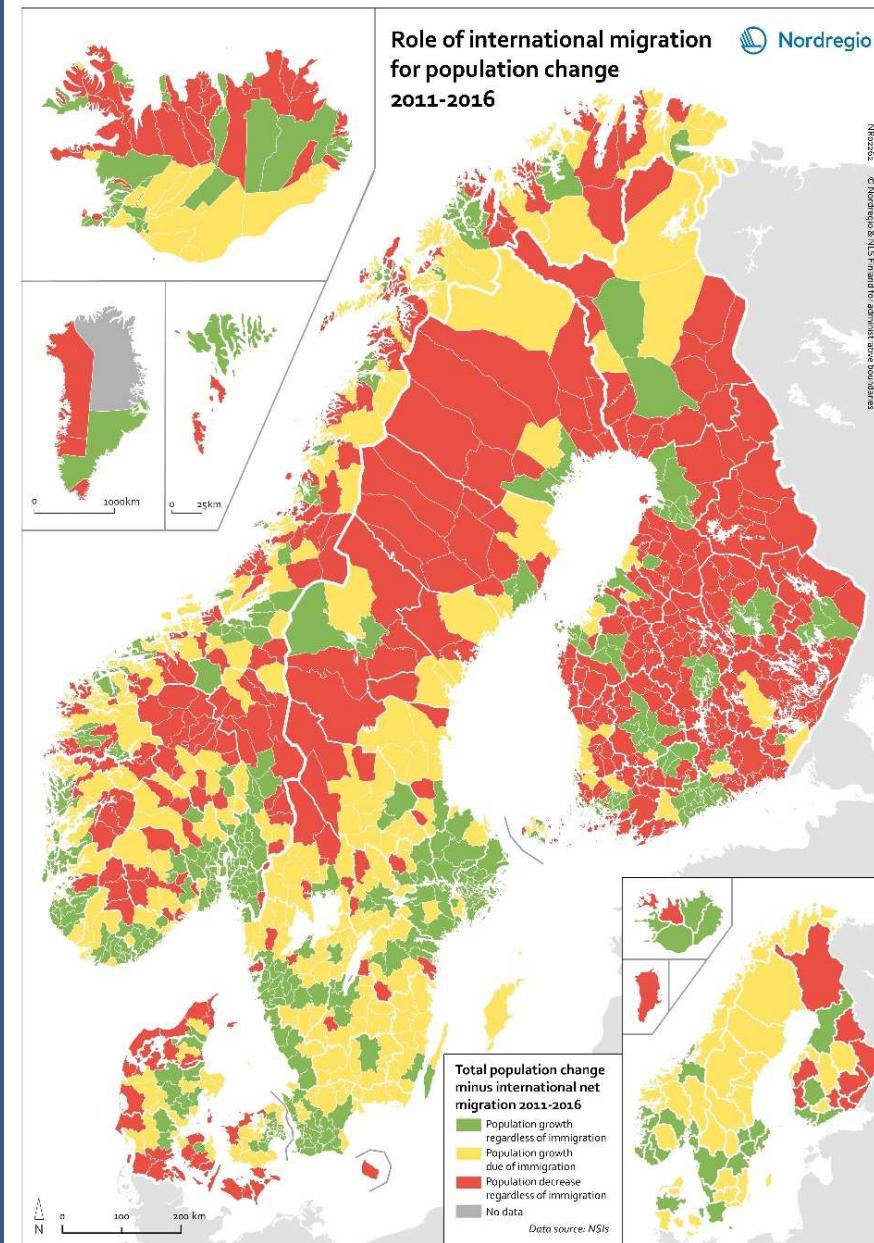 Role of international migration
for population change
2011-2016
Nordregio
NR02262 © Nordregio & NLS Finland for administrative boundaries
0 1000km
0 25km
Total population change
minus international net
migration 2011-2016
Population growth
regardless of immigration
Population growth
due of immigration
Population decrease
regardless of immigration
No data
Data source: NSIs
N
0 100 200 km